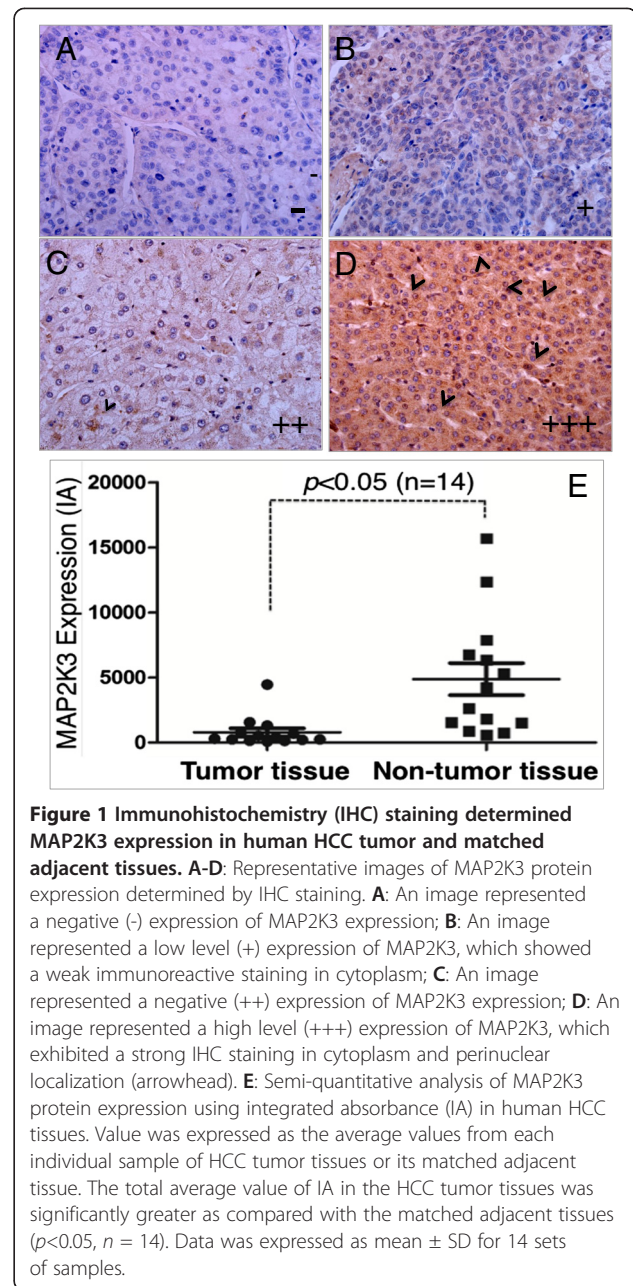 A
B
-
-
+
C
D
++
+++
p<0.05 (n=14)
E
MAP2K3 Expression (IA)
20000
15000
10000
5000
0
Tumor tissue
Non-tumor tissue
Figure 1 Immunohistochemistry (IHC) staining determined
MAP2K3 expression in human HCC tumor and matched
adjacent tissues. A-D: Representative images of MAP2K3 protein
expression determined by IHC staining. A: An image represented
a negative (-) expression of MAP2K3 expression; B: An image
represented a low level (+) expression of MAP2K3, which showed
a weak immunoreactive staining in cytoplasm; C: An image
represented a negative (++) expression of MAP2K3 expression; D: An
image represented a high level (+++) expression of MAP2K3, which
exhibited a strong IHC staining in cytoplasm and perinuclear
localization (arrowhead). E: Semi-quantitative analysis of MAP2K3
protein expression using integrated absorbance (IA) in human HCC
tissues. Value was expressed as the average values from each
individual sample of HCC tumor tissues or its matched adjacent
tissue. The total average value of IA in the HCC tumor tissues was
significantly greater as compared with the matched adjacent tissues
(p<0.05, n = 14). Data was expressed as mean ± SD for 14 sets
of samples.